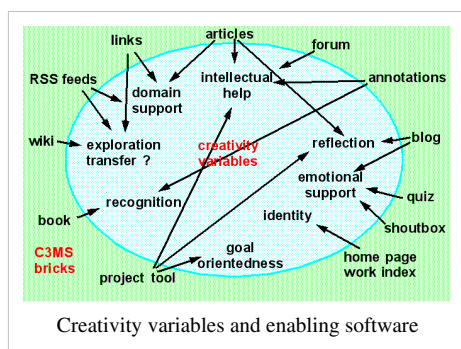 articles
links
forum
RSS feeds
domain
support
intellectual
help
annotations
wiki
exploration
transfer ?
creativity
variables
reflection
blog
emotional
support
recognition
quiz
book
identity
shoutbox
C3MS
bricks
goal
orientedness
home page
work index
project tool
Creativity variables and enabling software